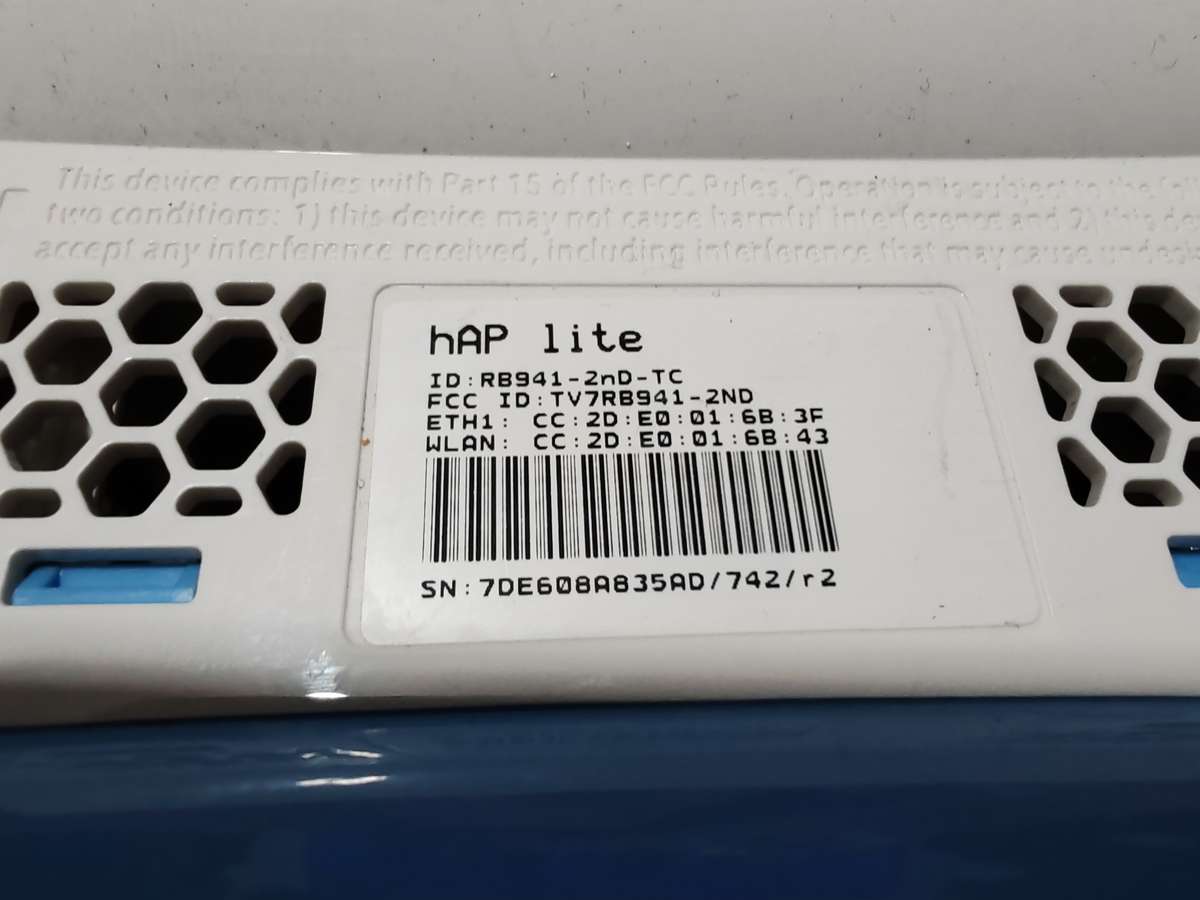 This device complies with Part 15 of the FCC Rules. Operation is subject to the
two conditions: 1) this device may not cause harmful interference and 2) this
accept any interference received, including interference that may cause
hAP lite
ID:RB941-2nD-TC
FCC ID:TV7RB941-2ND
ETH1: CC:2D:E0:01:6B:3F
WLAN: CC:2D:E0:01:6B:43
SN:7DE608A835AD/742/r2